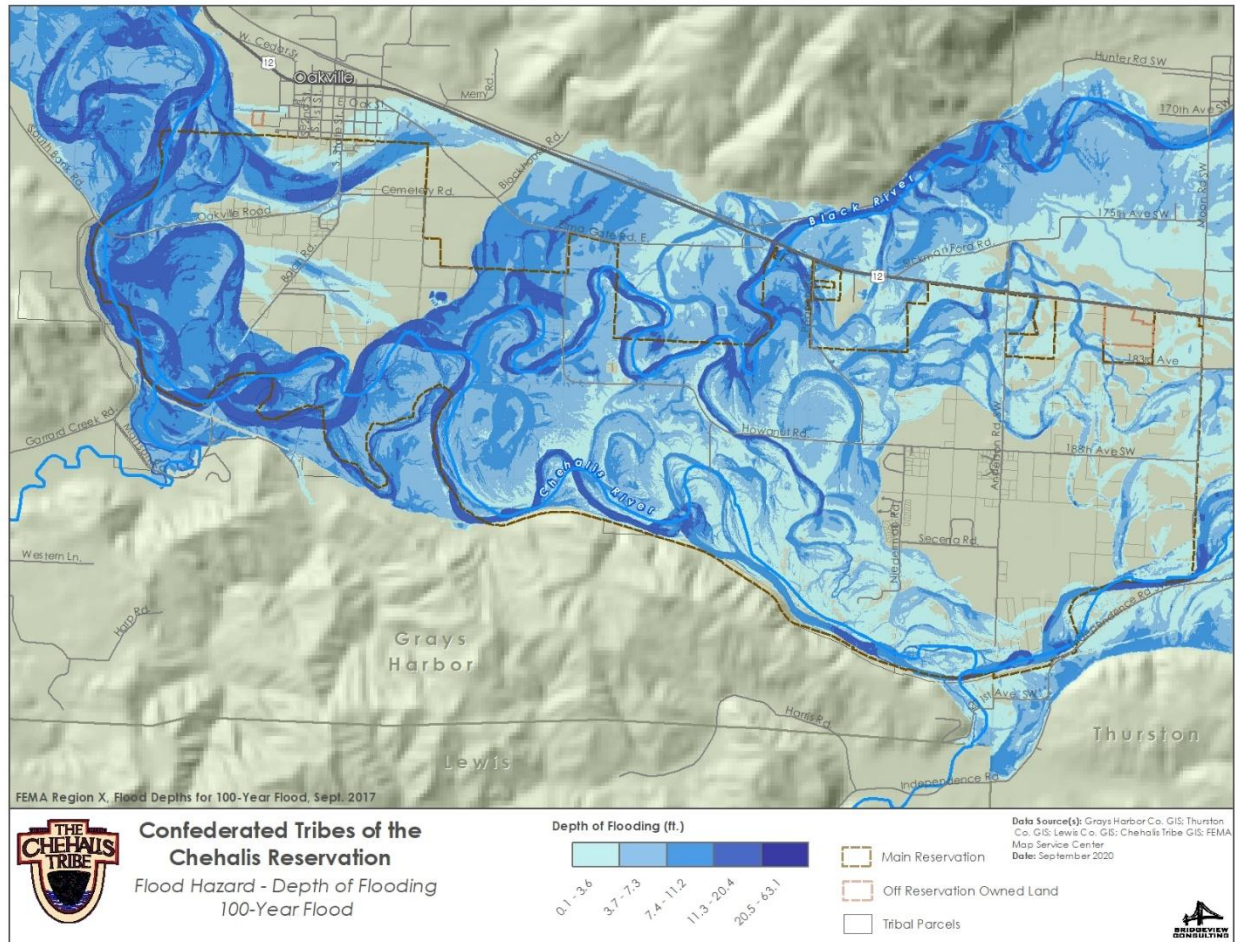 W. Cedar St
12
Oakville
Merry Rd.
E. Oak St.
S. 1st St.
S. State St.
Hunter Rd SW
170th Ave SW
South Bank Rd.
Cemetery Rd.
Oakville Road
Elma Gate Rd. E.
Black River
Moon Rd SW
175th Ave SW
12
183rd Ave
Garrard Creek Rd.
Howanut Rd.
188th Ave SW
Anderson Rd SW
Chehalis River
Niederman Rd.
Secena Rd.
Western Ln.
Harp Rd.
Grays
Harbor
Independence Rd.
Harris Rd.
Thurston
Lewis
Independence Rd.
FEMA Region X, Flood Depths for 100-Year Flood, Sept. 2017
THE
CHEHALIS
TRIBE
Confederated Tribes of the
Chehalis Reservation
Flood Hazard - Depth of Flooding
100-Year Flood
Depth of Flooding (ft.)
0.1 - 3.6
3.7 - 7.3
7.4 - 11.2
11.3 - 20.4
20.5 - 63.1
Main Reservation
Off Reservation Owned Land
Tribal Parcels
Data Source(s): Grays Harbor Co. GIS; Thurston
Co. GIS; Lewis Co. GIS; Chehalis Tribe GIS; FEMA
Map Service Center
Date: September 2020
BRIDGEVIEW
CONSULTING